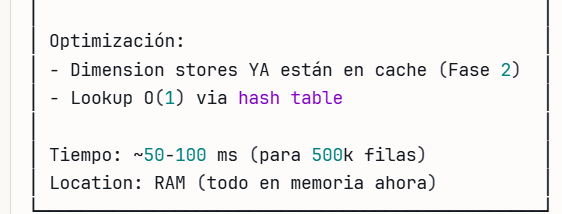 Optimización:
- Dimension stores YA están en cache (Fase 2)
- Lookup O(1) via hash table
Tiempo: ~50-100 ms (para 500k filas)
Location: RAM (todo en memoria ahora)